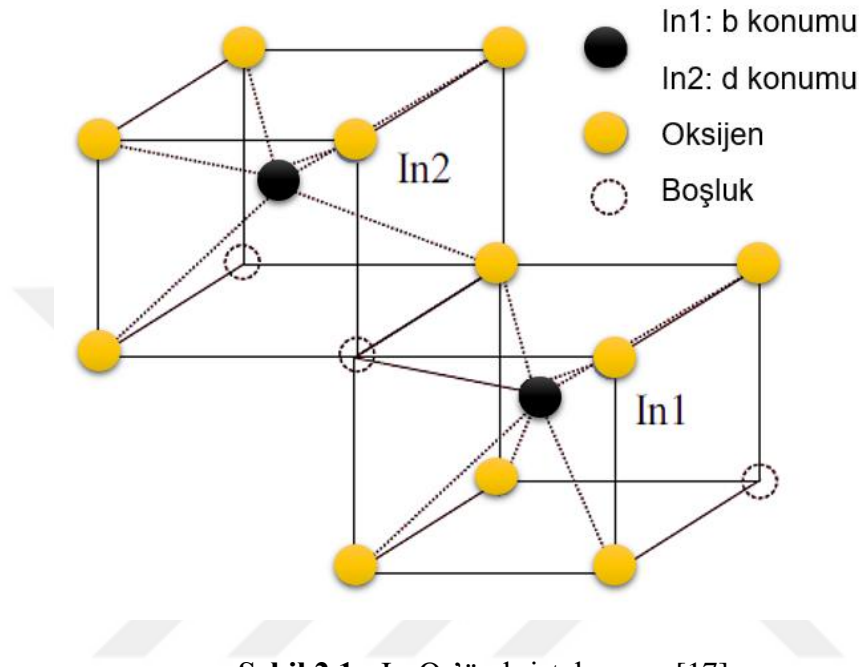 In1: b konumu
In2: d konumu
Oksijen
Boşluk
In2
In1